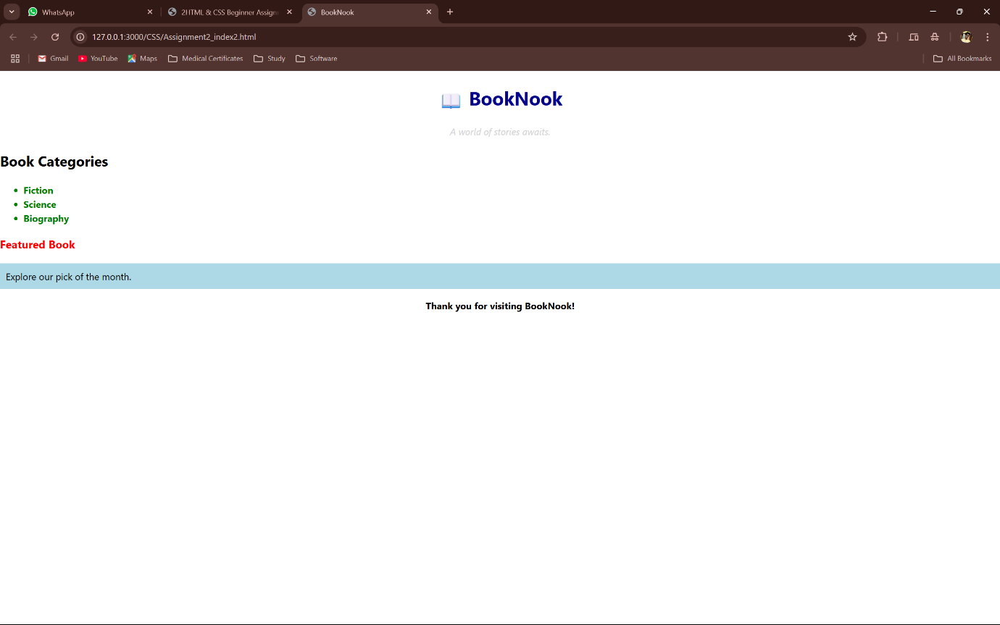 WhatsApp
2HTML & CSS Beginner Assign
BookNook
127.0.0.1:3000/CSS/Assignment2_index2.html
Gmail YouTube Maps Medical Certificates Study Software All Bookmarks
📖 BookNook
A world of stories awaits.
Book Categories
• Fiction
• Science
• Biography
Featured Book
Explore our pick of the month.
Thank you for visiting BookNook!